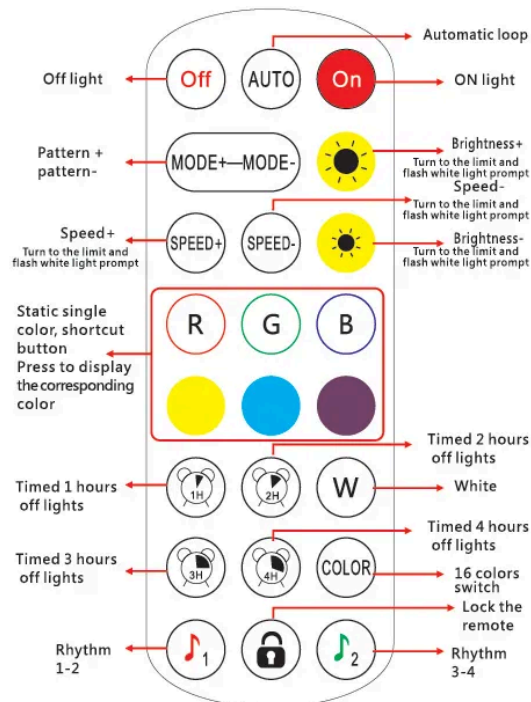 Automatic loop
Off light
Off
AUTO
On
ON light
Pattern +
pattern-
MODE+—MODE-
Brightness+
Turn to the limit and
flash white light prompt
Speed-
Turn to the limit and
flash white light prompt
Speed+
Turn to the limit and
flash white light prompt
SPEED+
SPEED-
Brightness-
Turn to the limit and
flash white light prompt
Static single
color, shortcut
button
Press to display
the corresponding
color
R
G
B
Timed 2 hours
off lights
Timed 1 hours
off lights
1H
2H
W
White
Timed 4 hours
off lights
Timed 3 hours
off lights
3H
4H
COLOR
16 colors
switch
Lock the
remote
Rhythm
1-2
1
2
Rhythm
3-4